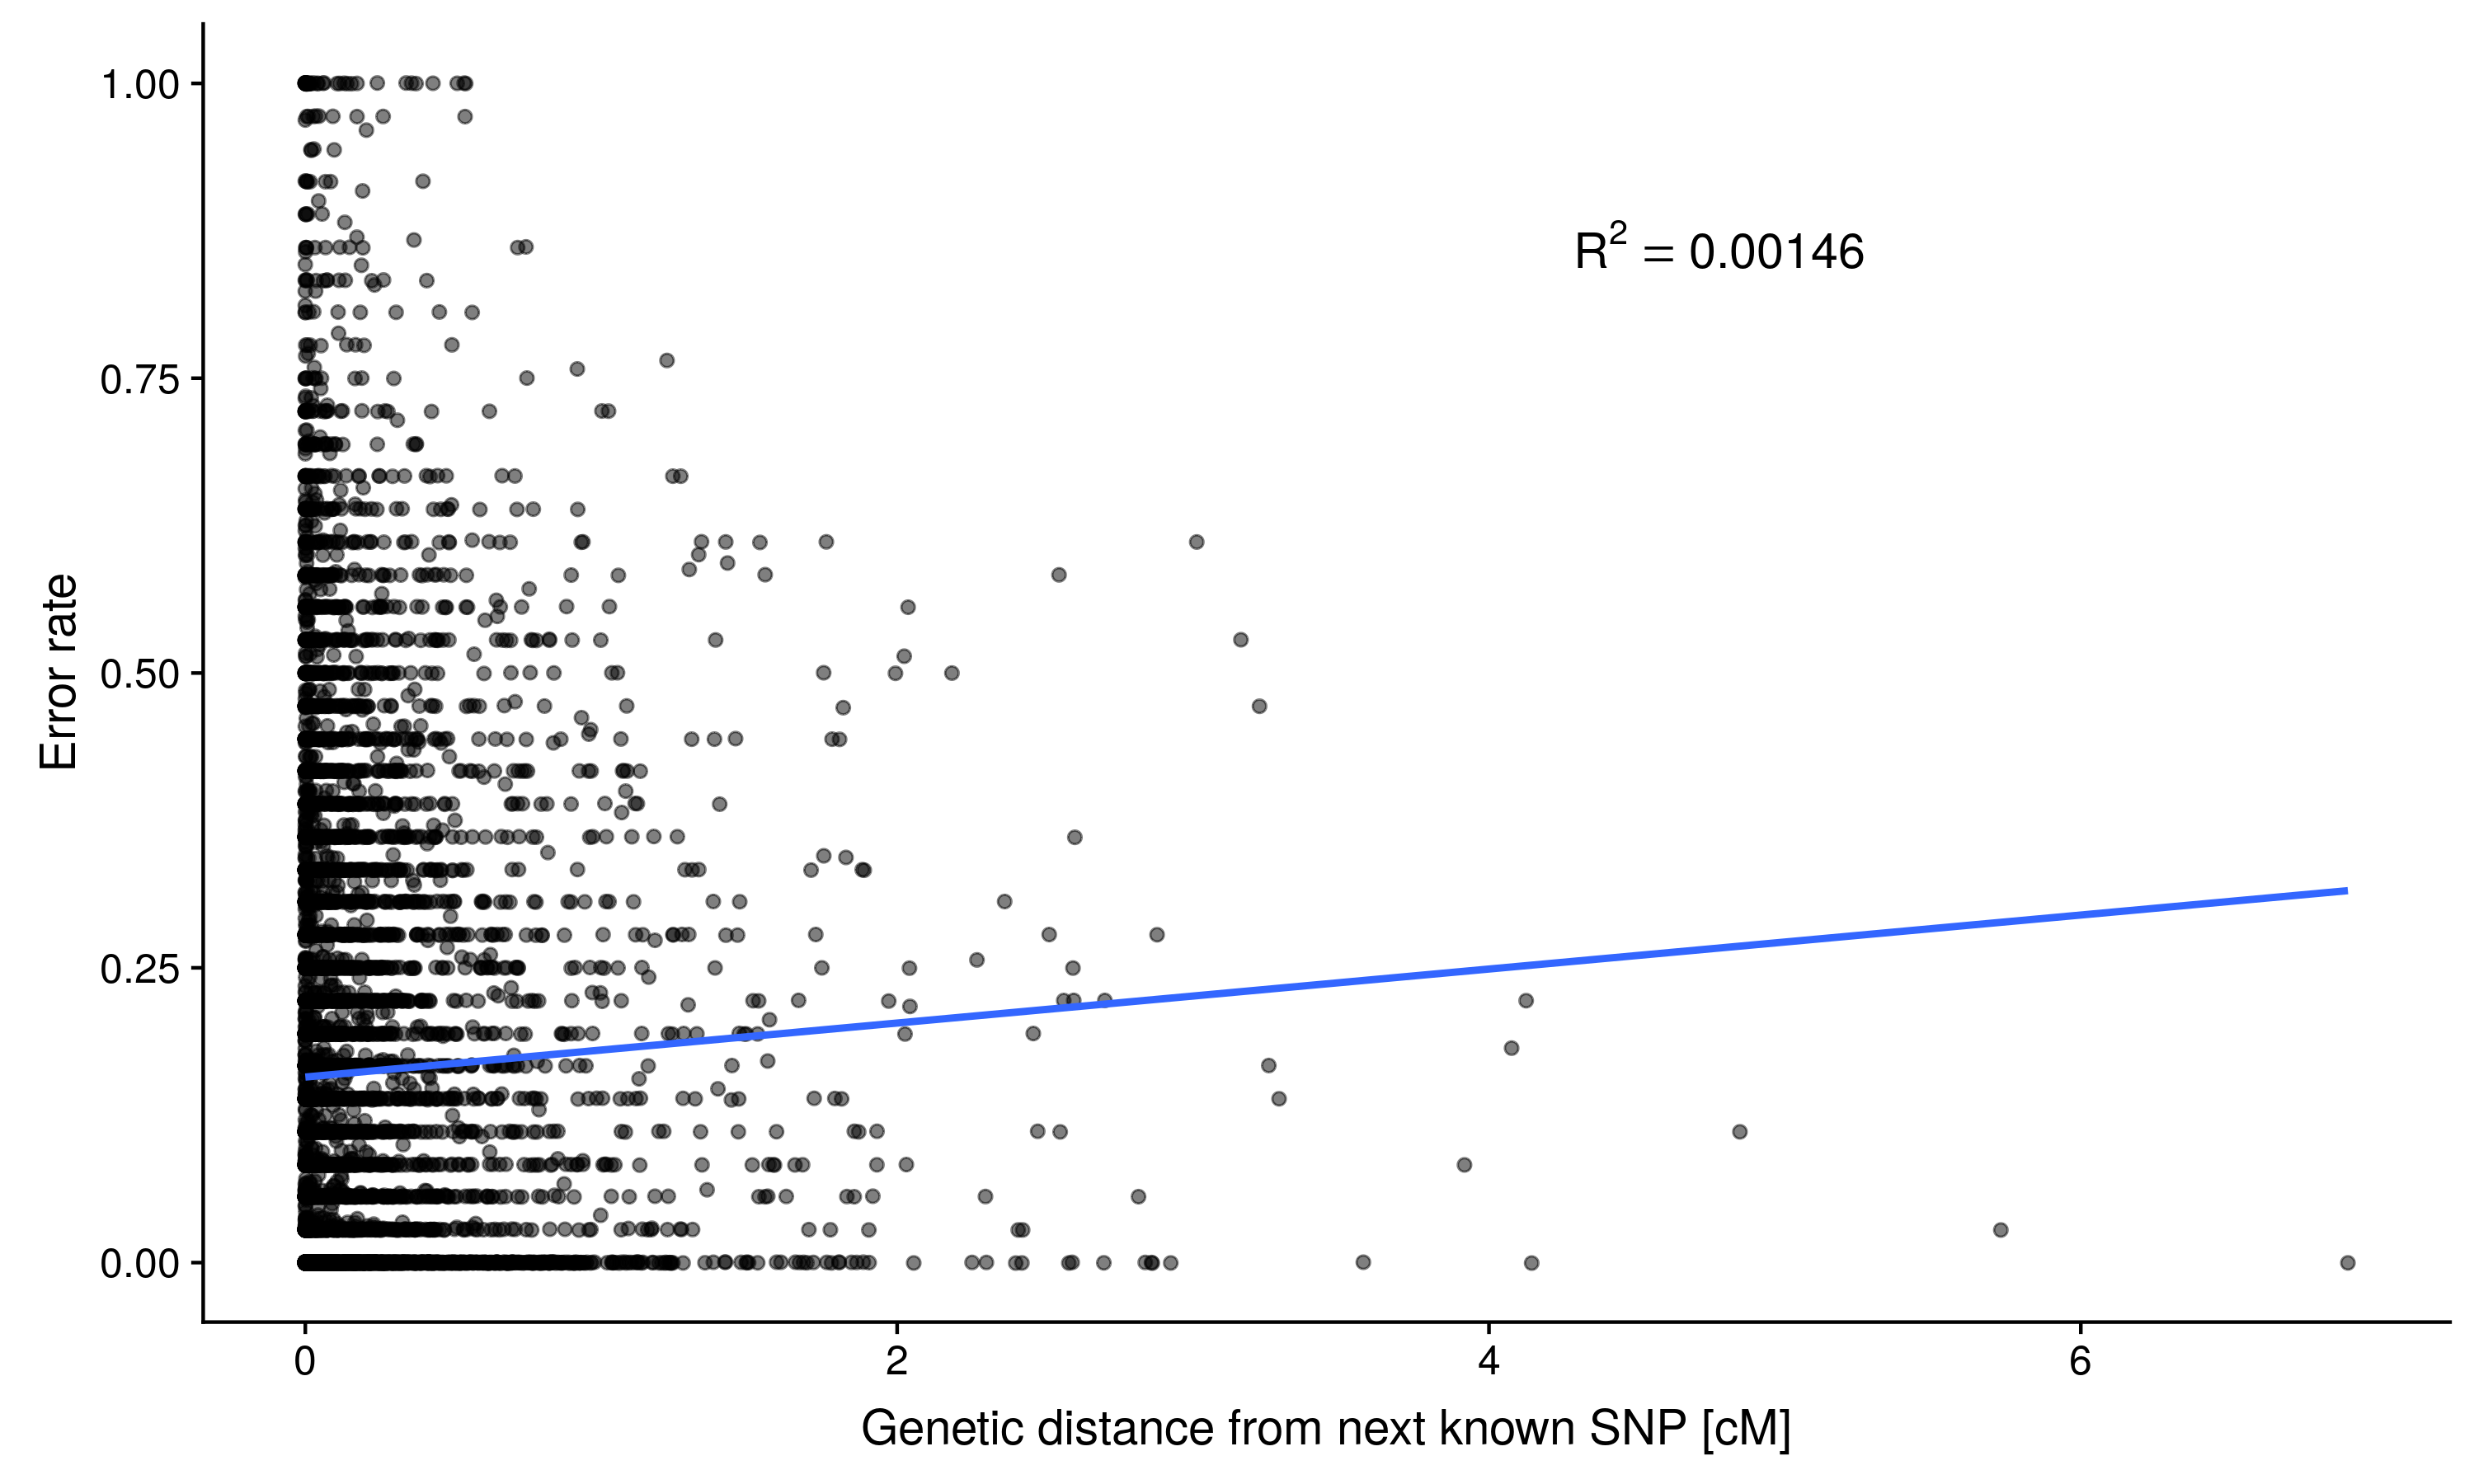 1.00
R² = 0.00146
0.75
Error rate
0.50
0.25
0.00
0 2 4 6
Genetic distance from next known SNP [cM]